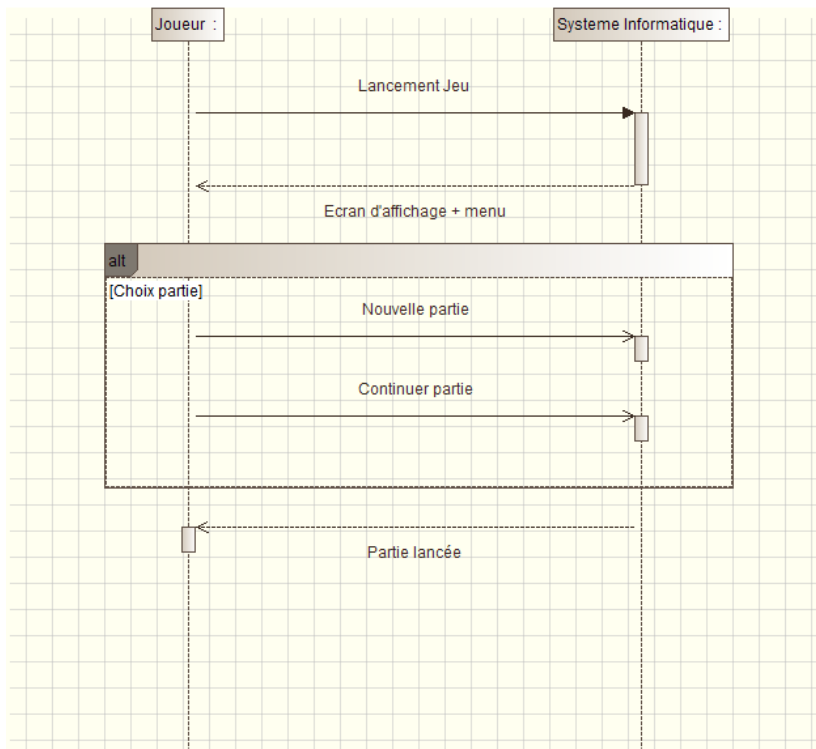 Joueur :
Systeme Informatique :
Lancement Jeu
Ecran d'affichage + menu
alt
[Choix partie]
Nouvelle partie
Continuer partie
Partie lancée